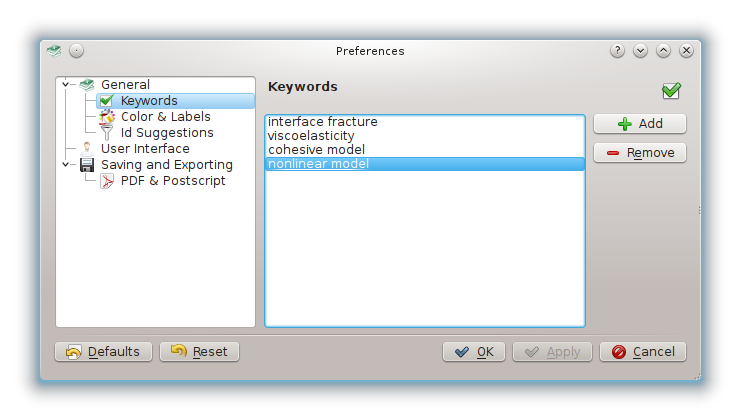 Preferences
General
Keywords
Color & Labels
Id Suggestions
User Interface
Saving and Exporting
PDF & Postscript
Keywords
interface fracture
viscoelasticity
cohesive model
nonlinear model
Add
Remove
Defaults
Reset
OK
Apply
Cancel